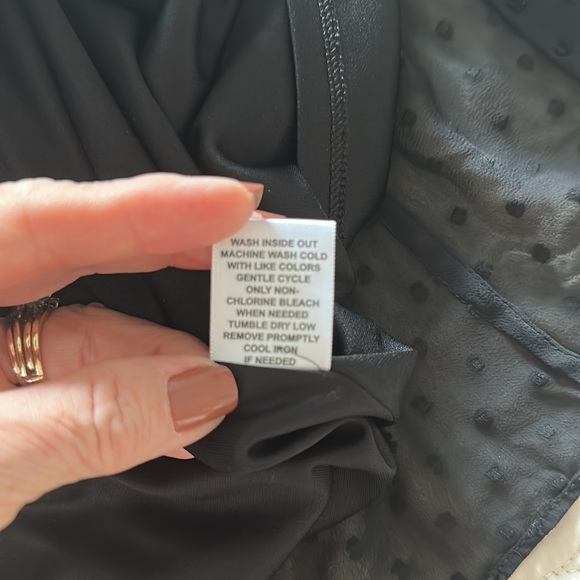 WASH INSIDE OUT
MACHINE WASH COLD
WITH LIKE COLORS
GENTLE CYCLE
ONLY NON-
CHLORINE BLEACH
WHEN NEEDED
TUMBLE DRY LOW
REMOVE PROMPTLY
COOL IRON
IF NEEDED